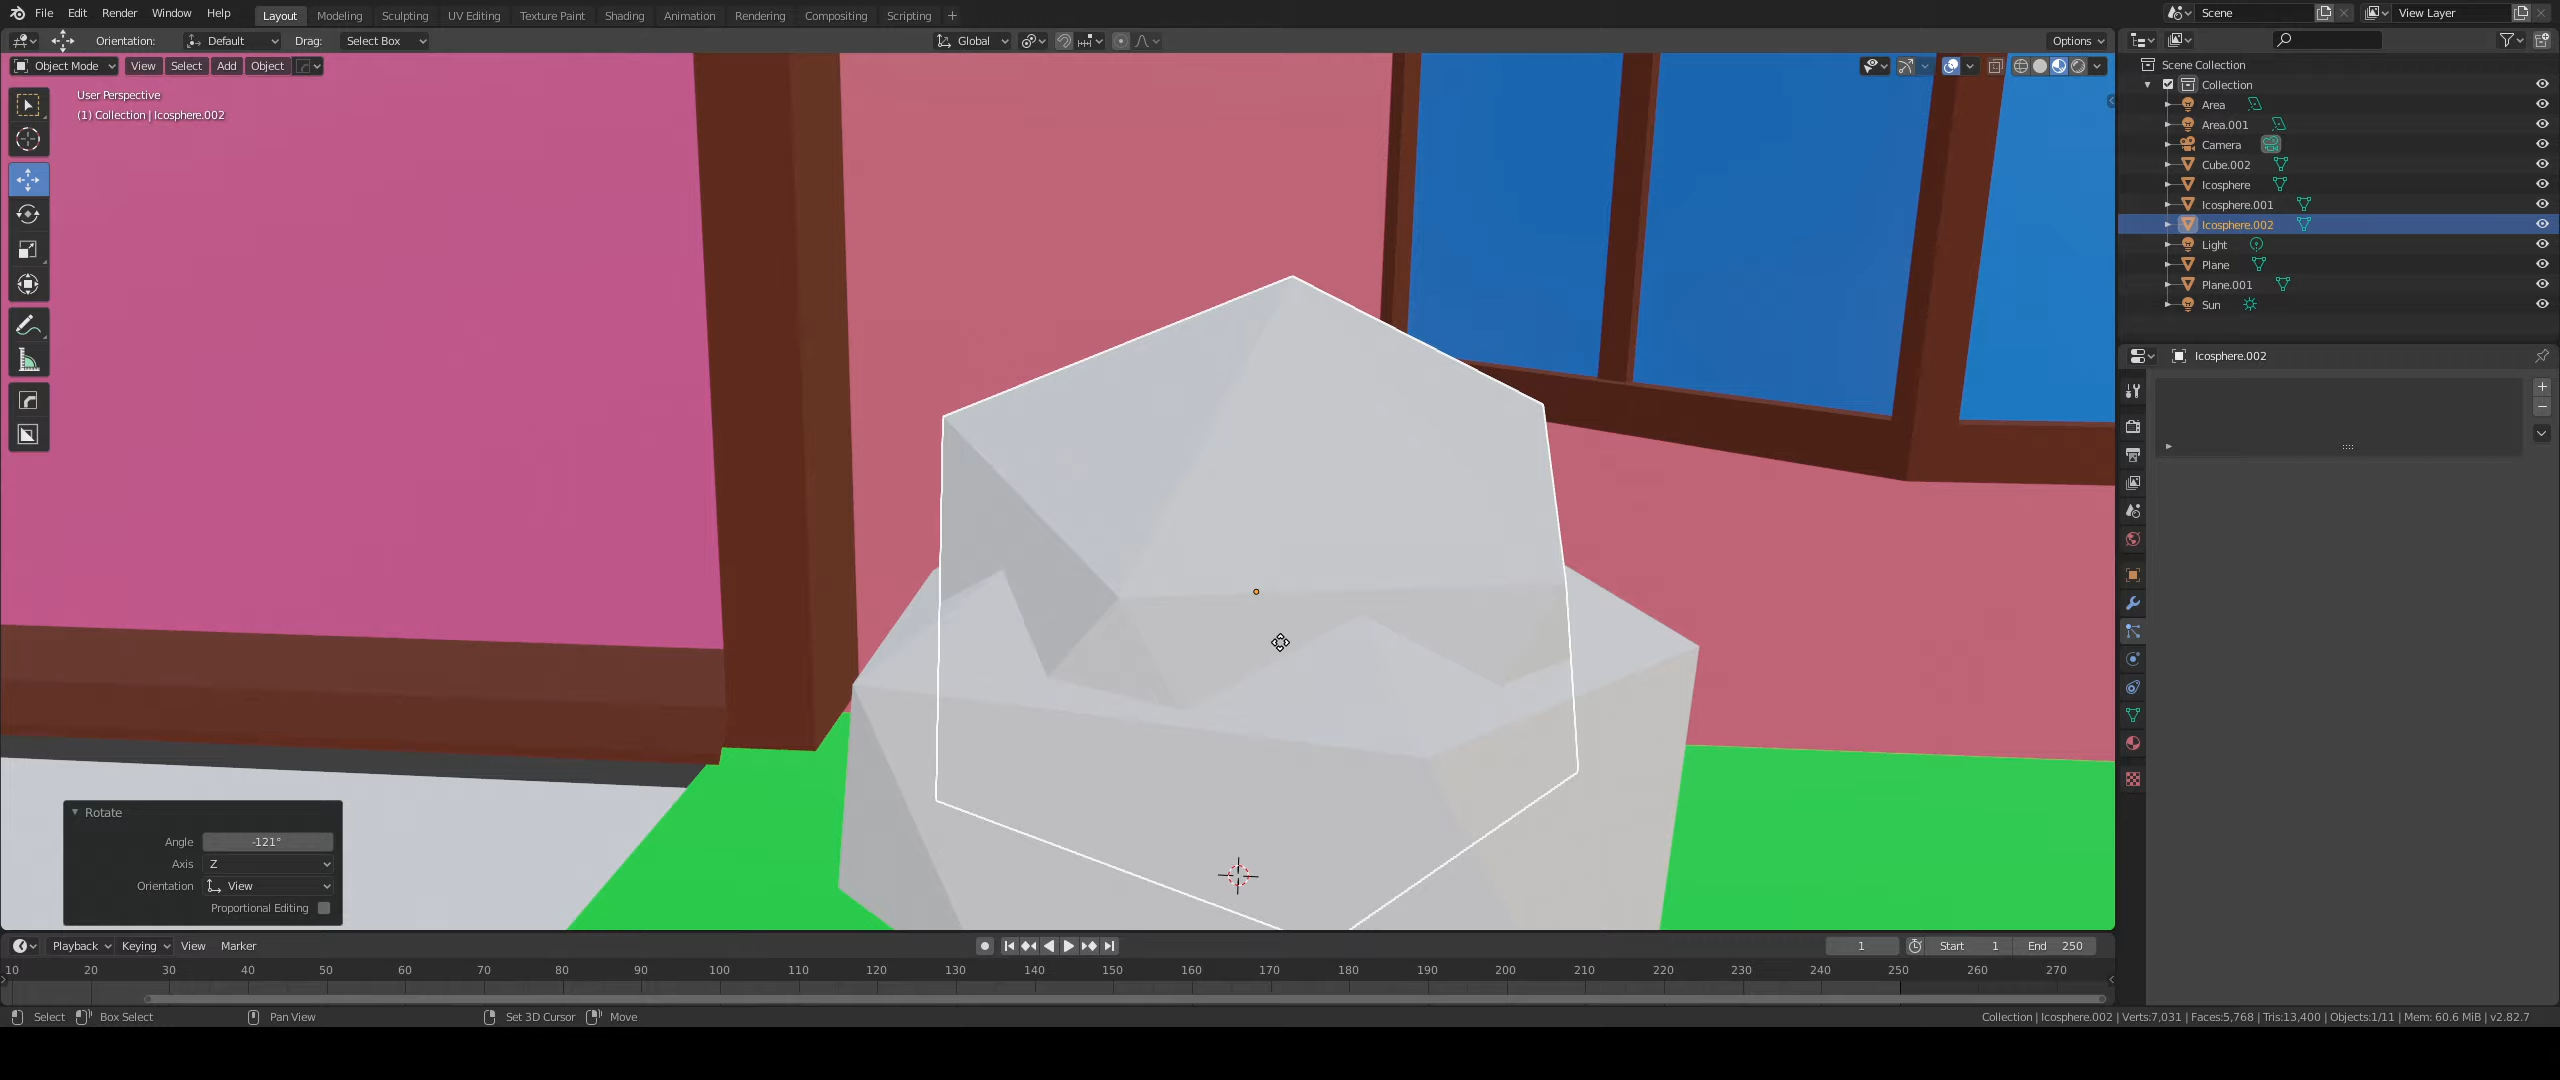 File Edit Render Window Help Layout Modeling Sculpting UV Editing Texture Paint Shading Animation Rendering Compositing Scripting + Scene View Layer
Orientation: Default Drag: Select Box Global Options
Object Mode View Select Add Object
User Perspective
(1) Collection | Icosphere.002
Scene Collection
Collection
Area
Area.001
Camera
Cube.002
Icosphere
Icosphere.001
Icosphere.002
Light
Plane
Plane.001
Sun
Icosphere.002
Rotate
Angle -121°
Axis Z
Orientation View
Proportional Editing
Playback Keying View Marker 1 Start 1 End 250
10 20 30 40 50 60 70 80 90 100 110 120 130 140 150 160 170 180 190 200 210 220 230 240 250 260 270
Select Box Select Pan View Set 3D Cursor Move Collection | Icosphere.002 | Verts:7,031 | Faces:5,768 | Tris:13,400 | Objects:1/11 | Mem: 60.6 MiB | v2.82.7